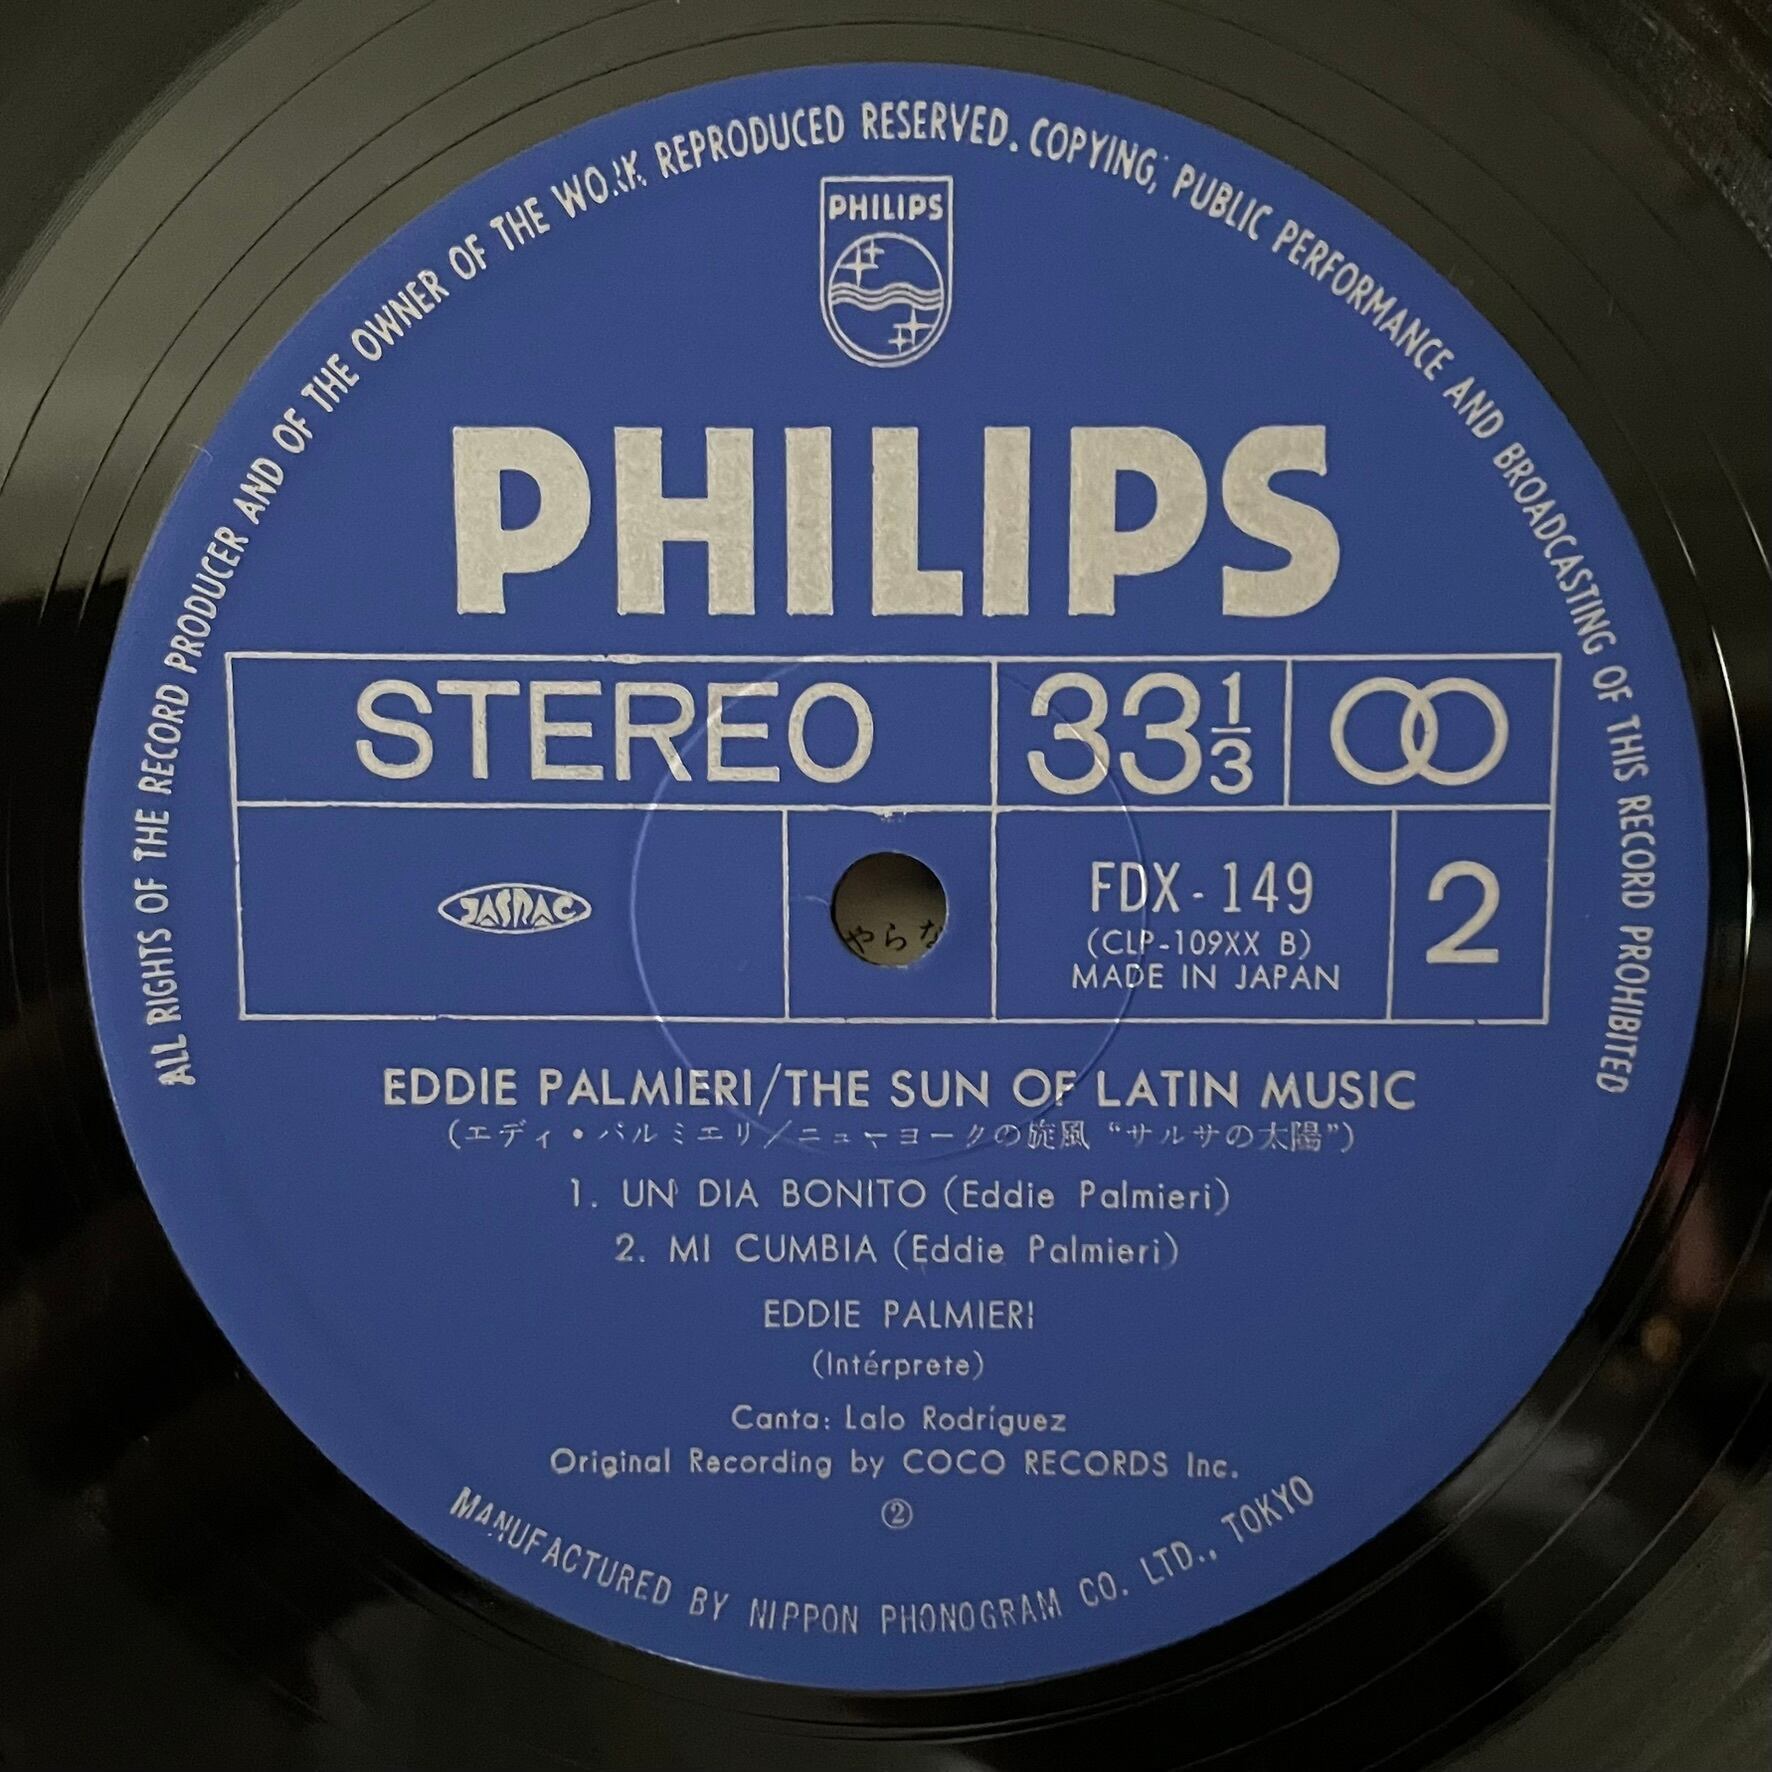 ALL RIGHTS OF THE RECORD PRODUCER AND OF THE OWNER OF THE WORK REPRODUCED RESERVED. COPYING, PUBLIC PERFORMANCE AND BROADCASTING OF THIS RECORD PROHIBITED
PHILIPS
PHILIPS
STEREO 33 1/3
JASRAC
やらな
FDX-149
(CLP-109XX B)
MADE IN JAPAN
2
EDDIE PALMIERI/THE SUN OF LATIN MUSIC
(エディ・パルミエリ/ニューヨークの旋風“サルサの太陽”)
1. UN DIA BONITO (Eddie Palmieri)
2. MI CUMBIA (Eddie Palmieri)
EDDIE PALMIERI
(Intérprete)
Canta: Lalo Rodríguez
Original Recording by COCO RECORDS Inc.
②
MANUFACTURED BY NIPPON PHONOGRAM CO. LTD., TOKYO